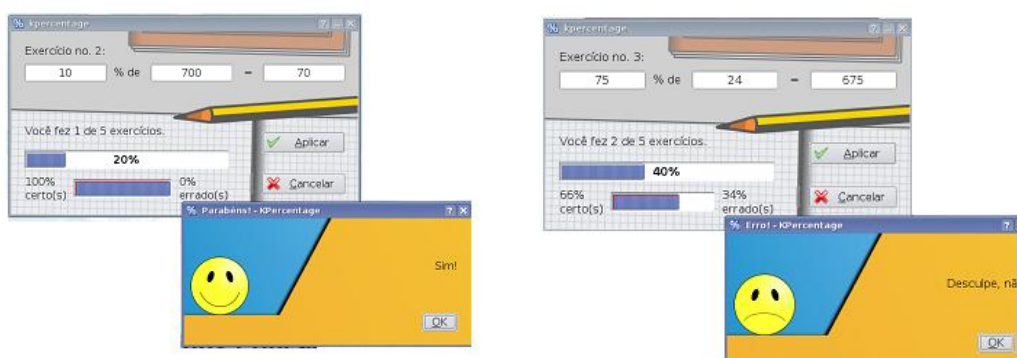 kpercentage
Exercício no. 2:
10 % de 700 = 70
Você fez 1 de 5 exercícios.
20%
100% 0%
certo(s) errado(s)
Aplicar
Cancelar
Parabéns! - KPercentage
Sim!
OK
kpercentage
Exercício no. 3:
75 % de 24 = 675
Você fez 2 de 5 exercícios.
40%
66% 34%
certo(s) errado(s)
Aplicar
Cancelar
Erro! - KPercentage
Desculpe, nã
OK